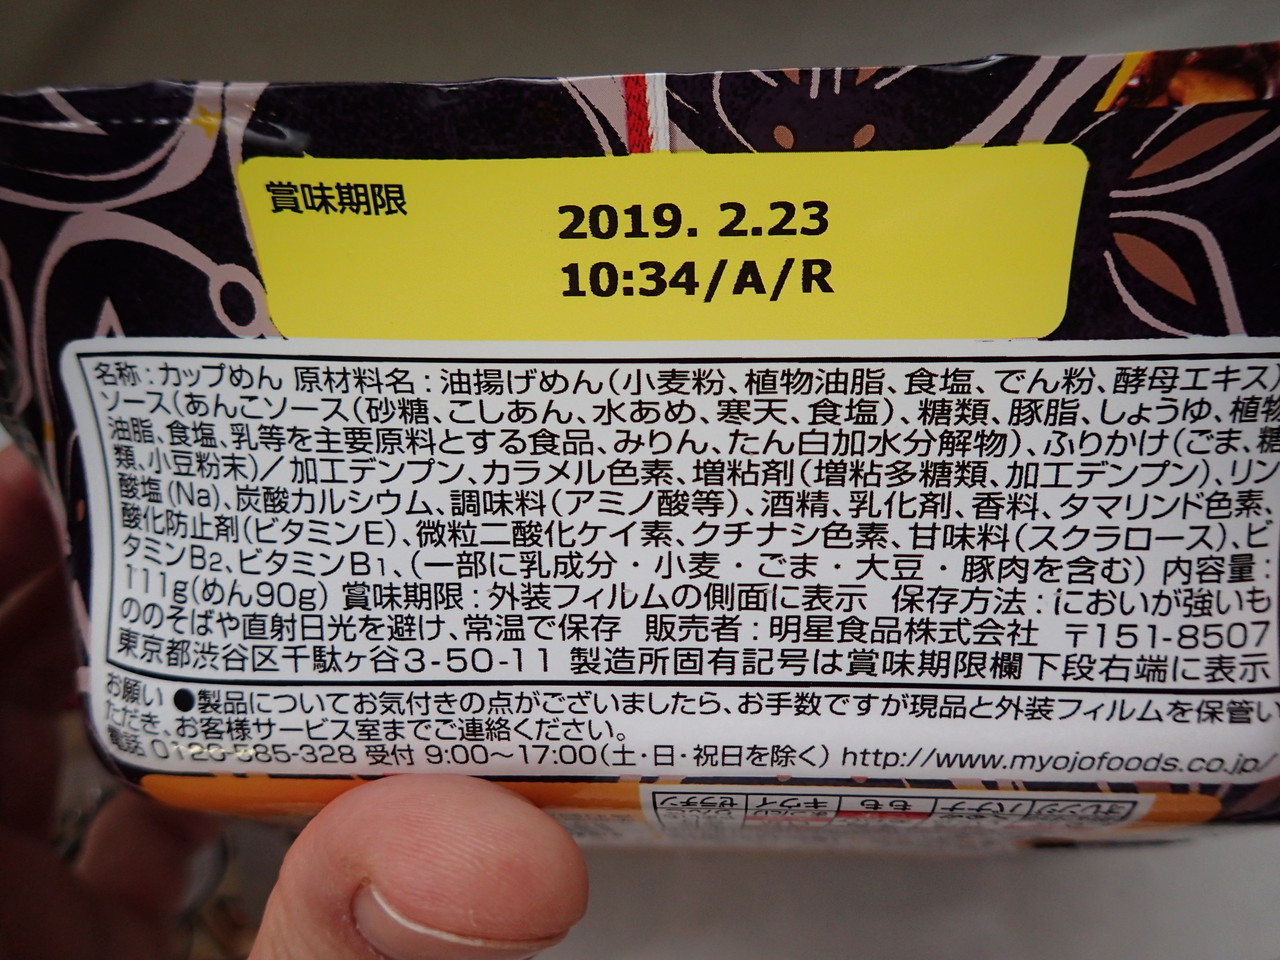 賞味期限
2019. 2.23
10:34/A/R
名称:カップめん 原材料名:油揚げめん(小麦粉、植物油脂、食塩、でん粉、酵母エキス)
ソース(あんこソース(砂糖、こしあん、水あめ、寒天、食塩)、糖類、豚脂、しょうゆ、植物
油脂、食塩、乳等を主要原料とする食品、みりん、たん白加水分解物)、ふりかけ(ごま、糖
類、小豆粉末)/加工デンプン、カラメル色素、増粘剤(増粘多糖類、加工デンプン)、リン
酸塩(Na)、炭酸カルシウム、調味料(アミノ酸等)、酒精、乳化剤、香料、タマリンド色素、
酸化防止剤(ビタミンE)、微粒二酸化ケイ素、クチナシ色素、甘味料(スクラロース)、ビ
タミンB2、ビタミンB1、(一部に乳成分・小麦・ごま・大豆・豚肉を含む) 内容量:
111g(めん90g) 賞味期限:外装フィルムの側面に表示 保存方法:においが強いも
ののそばや直射日光を避け、常温で保存 販売者:明星食品株式会社 〒151-8507
東京都渋谷区千駄ヶ谷3-50-11 製造所固有記号は賞味期限欄下段右端に表示
お願い ●製品についてお気付きの点がございましたら、お手数ですが現品と外装フィルムを保管い
ただき、お客様サービス室までご連絡ください。
電話 0120-585-328 受付 9:00〜17:00(土・日・祝日を除く) http://www.myojofoods.co.jp/
オレンジ バナナ もも キウイ ゼラチン